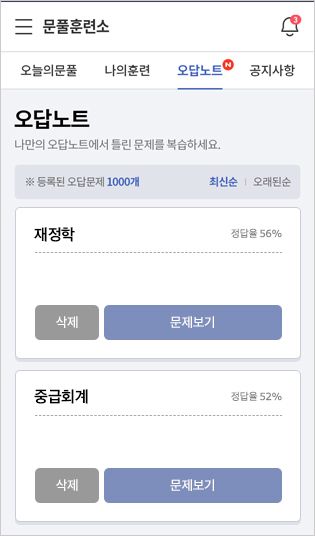 문풀훈련소
3
오늘의문풀 나의훈련 오답노트 N 공지사항
오답노트
나만의 오답노트에서 틀린 문제를 복습하세요.
※ 등록된 오답문제 1000개 최신순 | 오래된순
재정학 정답율 56%
삭제 문제보기
중급회계 정답율 52%
삭제 문제보기